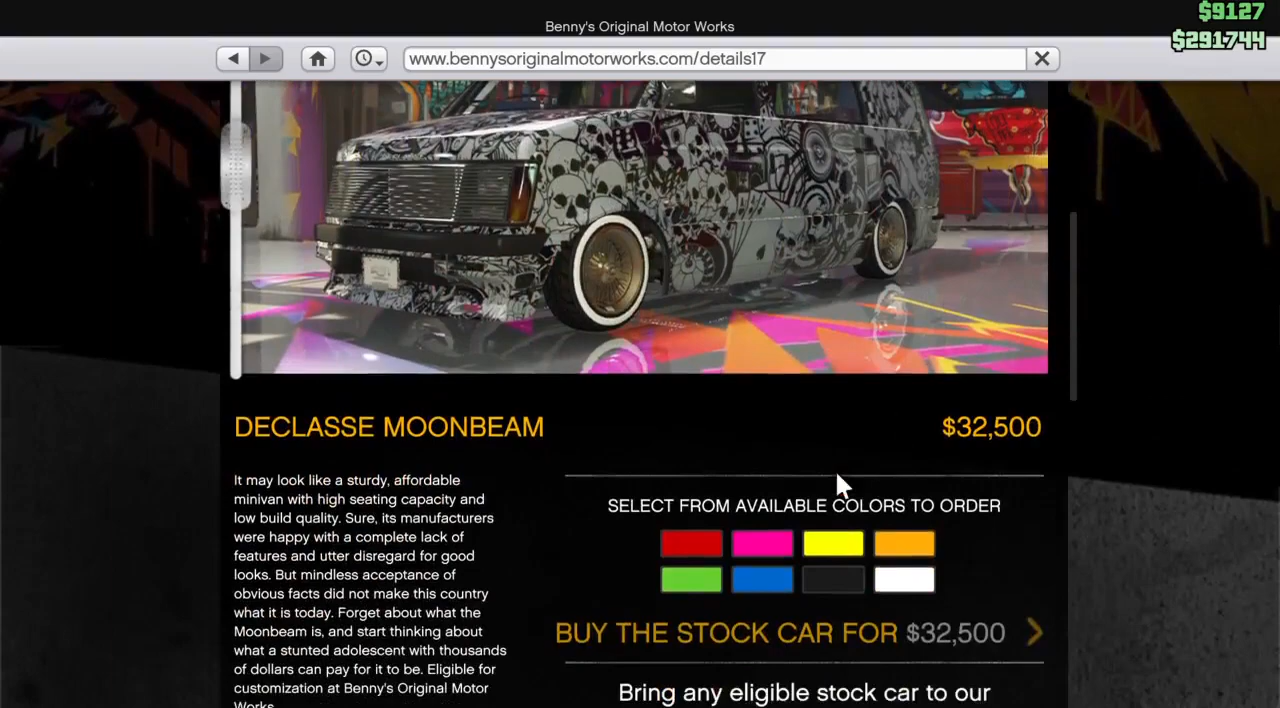 Benny's Original Motor Works
$9127
$291744
www.bennysoriginalmotorworks.com/details17
DECLASSE MOONBEAM
$32,500
It may look like a sturdy, affordable
minivan with high seating capacity and
low build quality. Sure, its manufacturers
were happy with a complete lack of
features and utter disregard for good
looks. But mindless acceptance of
obvious facts did not make this country
what it is today. Forget about what the
Moonbeam is, and start thinking about
what a stunted adolescent with thousands
of dollars can pay for it to be. Eligible for
customization at Benny's Original Motor
Works.
SELECT FROM AVAILABLE COLORS TO ORDER
BUY THE STOCK CAR FOR $32,500
Bring any eligible stock car to our